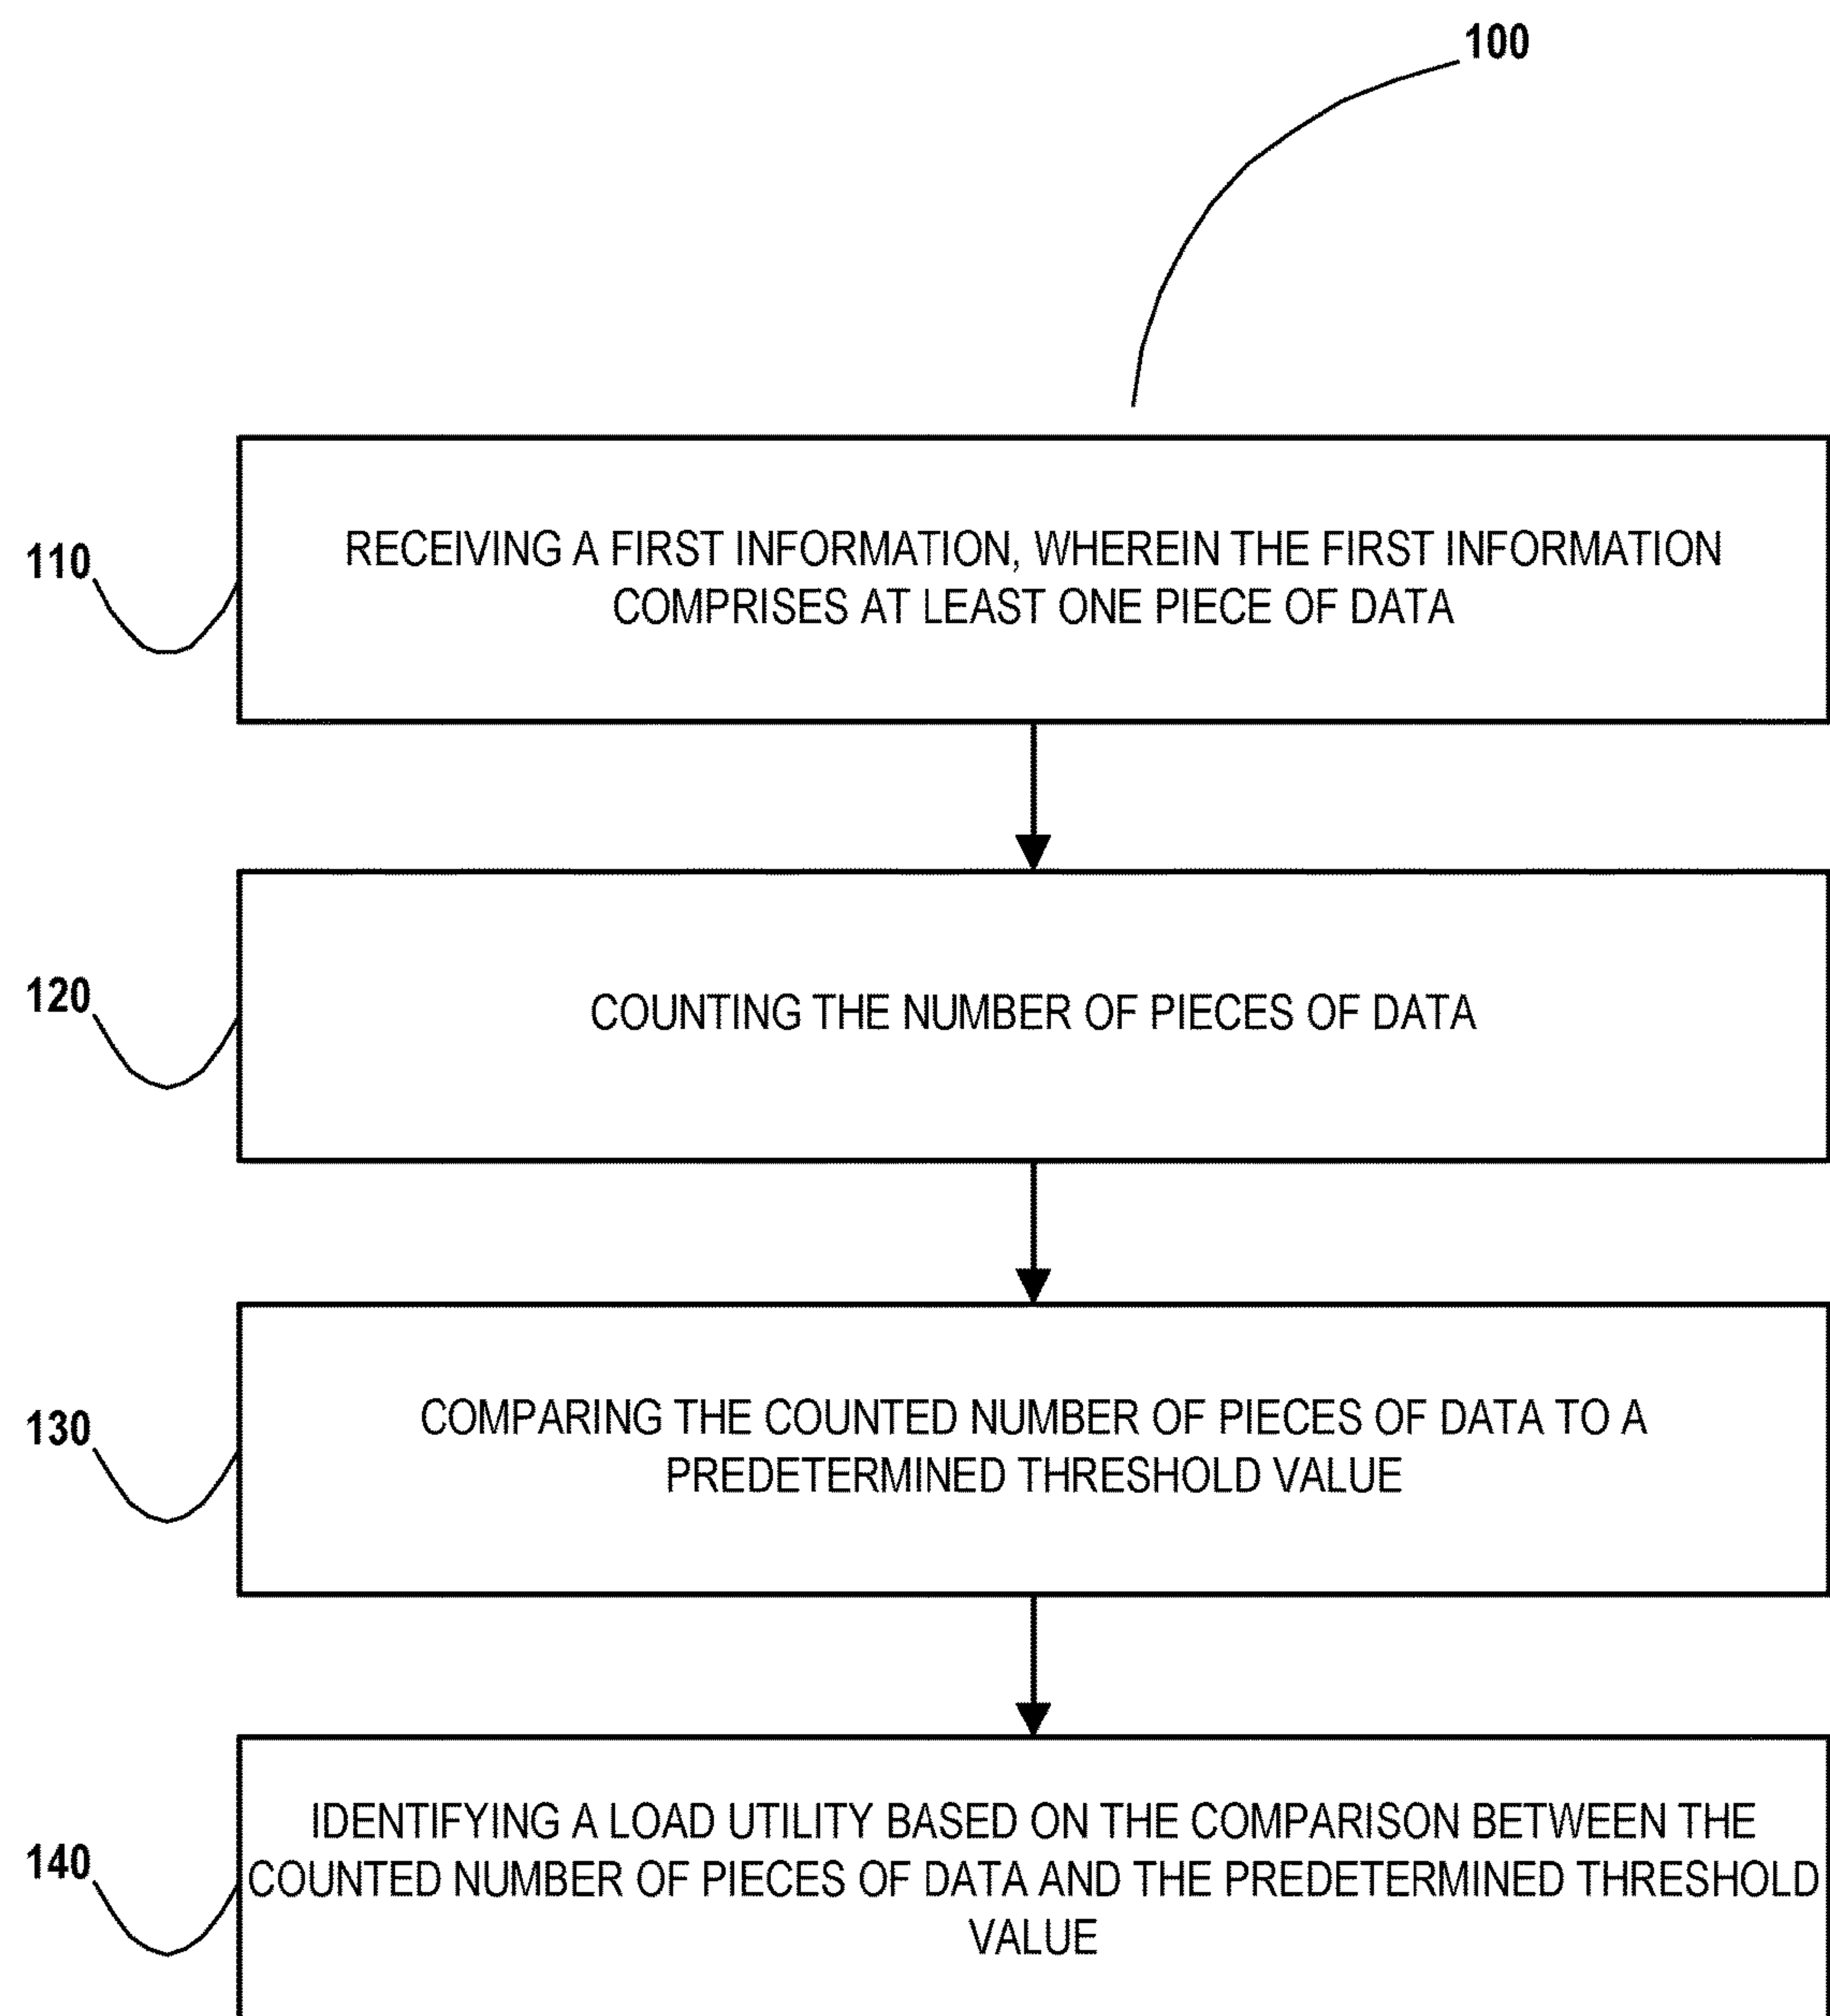 100
110
RECEIVING A FIRST INFORMATION, WHEREIN THE FIRST INFORMATION
COMPRISES AT LEAST ONE PIECE OF DATA
120
COUNTING THE NUMBER OF PIECES OF DATA
130
COMPARING THE COUNTED NUMBER OF PIECES OF DATA TO A
PREDETERMINED THRESHOLD VALUE
140
IDENTIFYING A LOAD UTILITY BASED ON THE COMPARISON BETWEEN THE
COUNTED NUMBER OF PIECES OF DATA AND THE PREDETERMINED THRESHOLD
VALUE